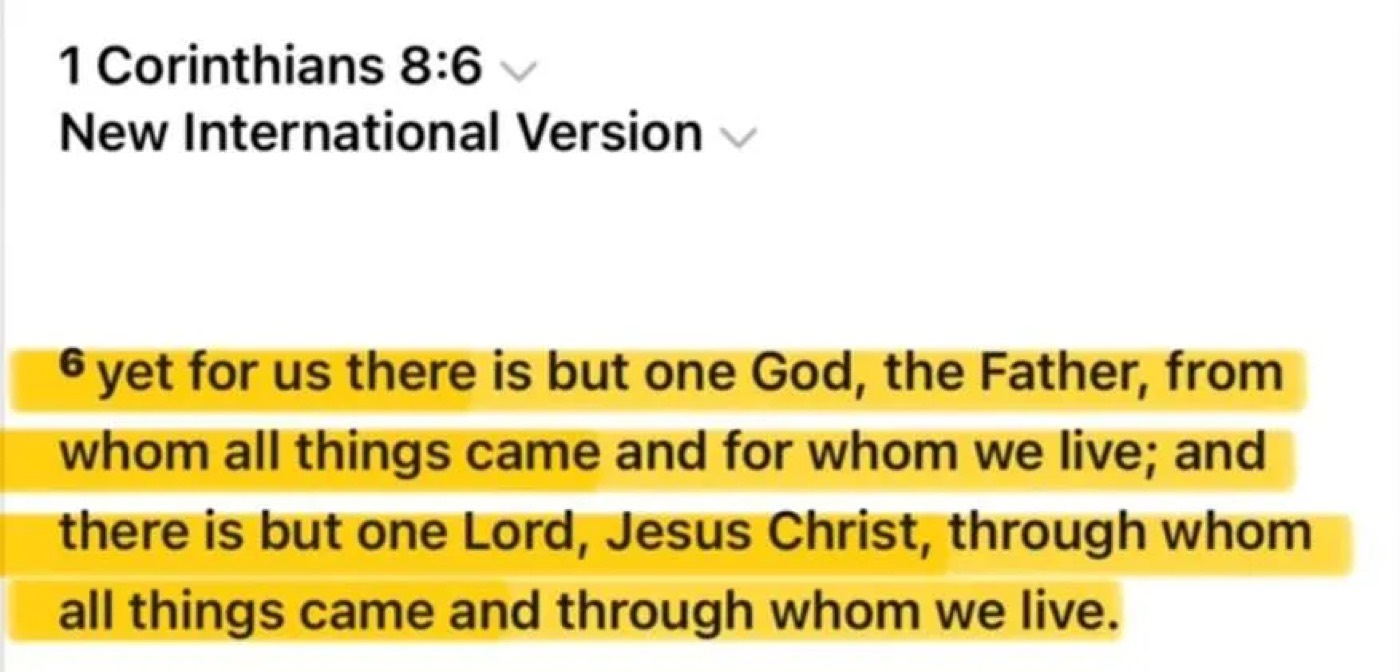 1 Corinthians 8:6
New International Version
6 yet for us there is but one God, the Father, from
whom all things came and for whom we live; and
there is but one Lord, Jesus Christ, through whom
all things came and through whom we live.